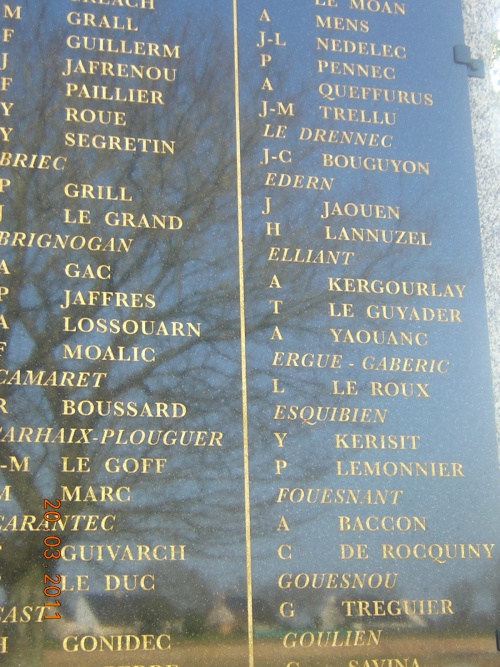 M GRALL
F GUILLERM
J JAFRENOU
F PAILLIER
Y ROUE
Y SEGRETIN
BRIEC
P GRILL
J LE GRAND
BRIGNOGAN
A GAC
P JAFFRES
A LOSSOUARN
F MOALIC
CAMARET
R BOUSSARD
CARHAIX-PLOUGUER
J-M LE GOFF
M MARC
CARANTEC
GUIVARCH
LE DUC
CAST
H GONIDEC
LE MOAN
A MENS
J-L NEDELEC
P PENNEC
A QUEFFURUS
J-M TRELLU
LE DRENNEC
J-C BOUGUYON
EDERN
J JAOUEN
H LANNUZEL
ELLIANT
A KERGOURLAY
T LE GUYADER
A YAOUANC
ERGUE - GABERIC
L LE ROUX
ESQUIBIEN
Y KERISIT
P LEMONNIER
FOUESNANT
A BACCON
C DE ROCQUINY
GOUESNOU
G TREGUIER
GOULIEN
SAVINA
20.03.2011